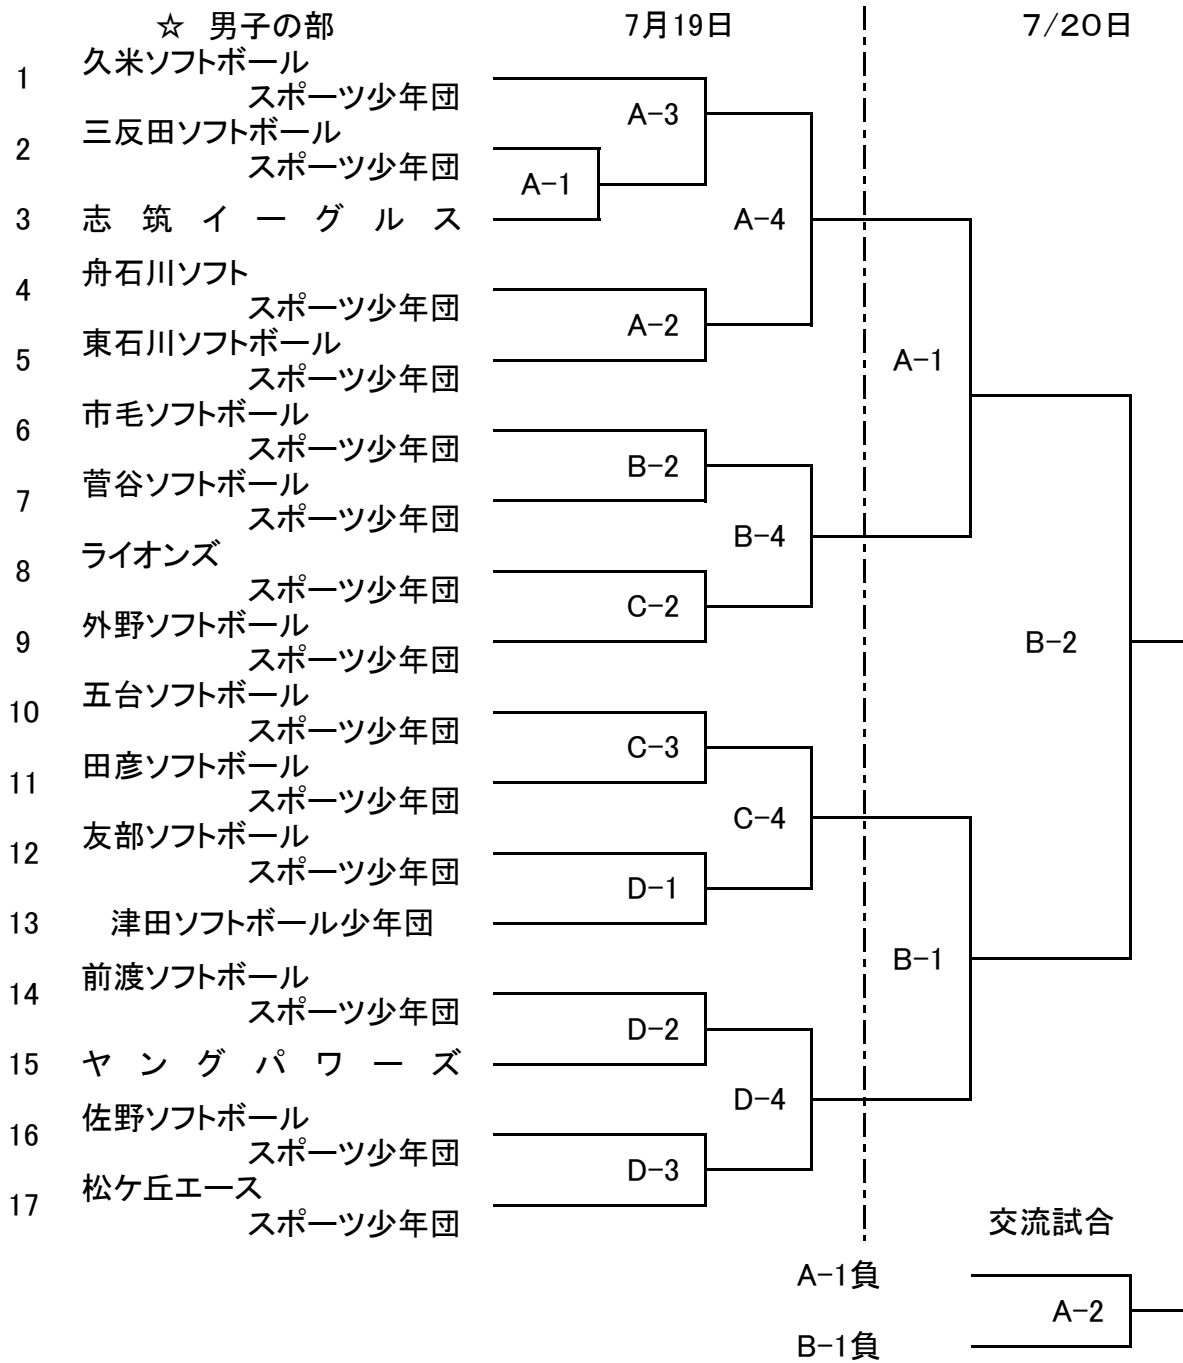 ☆ 男子の部 7月19日 7/20日
1 久米ソフトボール
スポーツ少年団
A-3
2 三反田ソフトボール
スポーツ少年団
A-1
3 志筑イーグルス
A-4
4 舟石川ソフト
スポーツ少年団
A-2
5 東石川ソフトボール
スポーツ少年団
A-1
6 市毛ソフトボール
スポーツ少年団
B-2
7 菅谷ソフトボール
スポーツ少年団
B-4
8 ライオンズ
スポーツ少年団
C-2
9 外野ソフトボール
スポーツ少年団
B-2
10 五台ソフトボール
スポーツ少年団
C-3
11 田彦ソフトボール
スポーツ少年団
C-4
12 友部ソフトボール
スポーツ少年団
D-1
13 津田ソフトボール少年団
B-1
14 前渡ソフトボール
スポーツ少年団
D-2
15 ヤングパワーズ
D-4
16 佐野ソフトボール
スポーツ少年団
D-3
17 松ケ丘エース
スポーツ少年団
交流試合
A-1負
A-2
B-1負